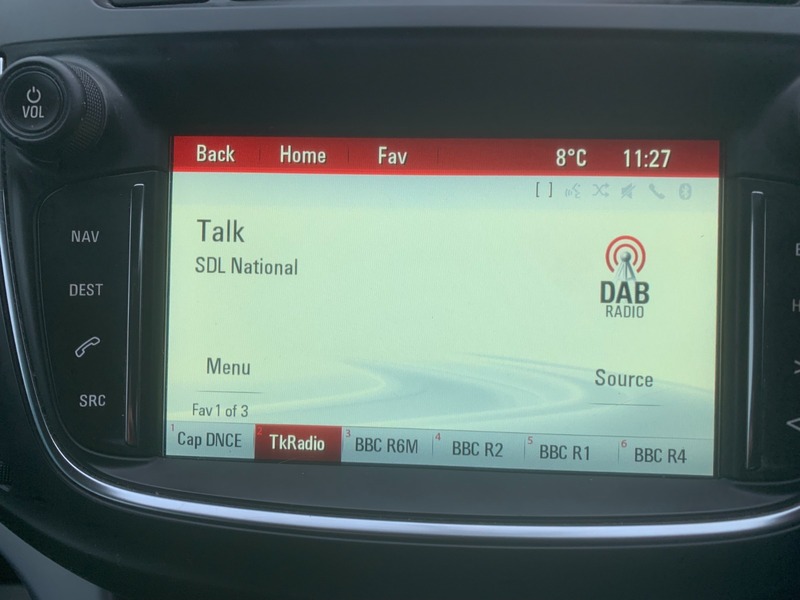 VOL
Back Home Fav 8°C 11:27
[ ]
NAV
Talk
SDL National
DEST
DAB
RADIO
Menu
Source
SRC
Fav 1 of 3
1 Cap DNCE 2 TkRadio 3 BBC R6M 4 BBC R2 5 BBC R1 6 BBC R4